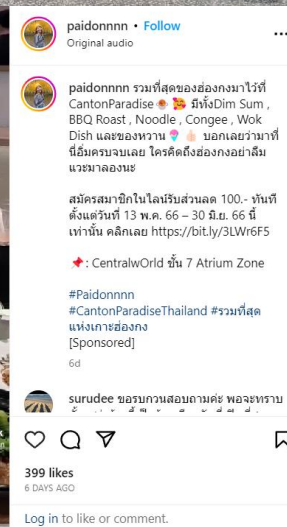 paidonnnn • Follow
Original audio
paidonnnn รวมที่สุดของฮ่องกงมาไว้ที่
CantonParadise มีทั้งDim Sum ,
BBQ Roast , Noodle , Congee , Wok
Dish และของหวาน 🍧 👍🏻 บอกเลยว่ามาที่
นี่อิ่มครบจบเลย ใครคิดถึงฮ่องกงอย่าลืม
แวะมาลองนะ
สมัครสมาชิกในไลน์รับส่วนลด 100.- ทันที
ตั้งแต่วันที่ 13 พ.ค. 66 – 30 มิ.ย. 66 นี้
เท่านั้น คลิกเลย https://bit.ly/3LWr6F5
📌: CentralwOrld ชั้น 7 Atrium Zone
#Paidonnnn
#CantonParadiseThailand #รวมที่สุด
แห่งเกาะฮ่องกง
[Sponsored]
6d
surudee ขอรบกวนสอบถามค่ะ พอจะทราบ
399 likes
6 DAYS AGO
Log in to like or comment.